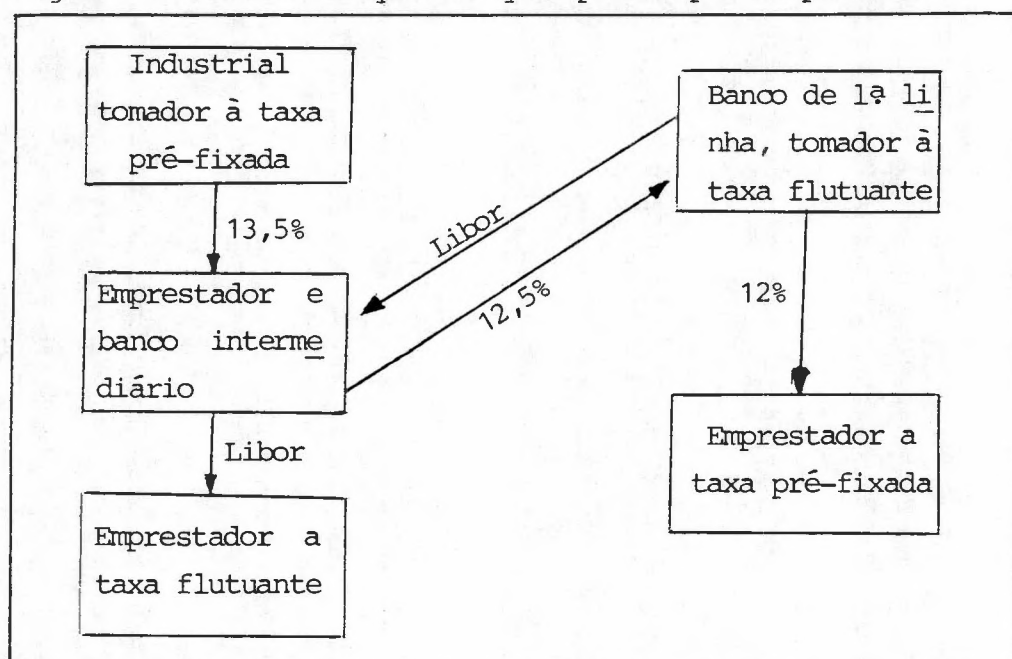 Industrial
tomador à taxa
pré-fixada
13,5%
Emprestador e
banco interme
diário
Libor
Emprestador a
taxa flutuante
Libor
12,5%
Banco de 1ª li
nha, tomador à
taxa flutuante
12%
Emprestador a
taxa pré-fixada